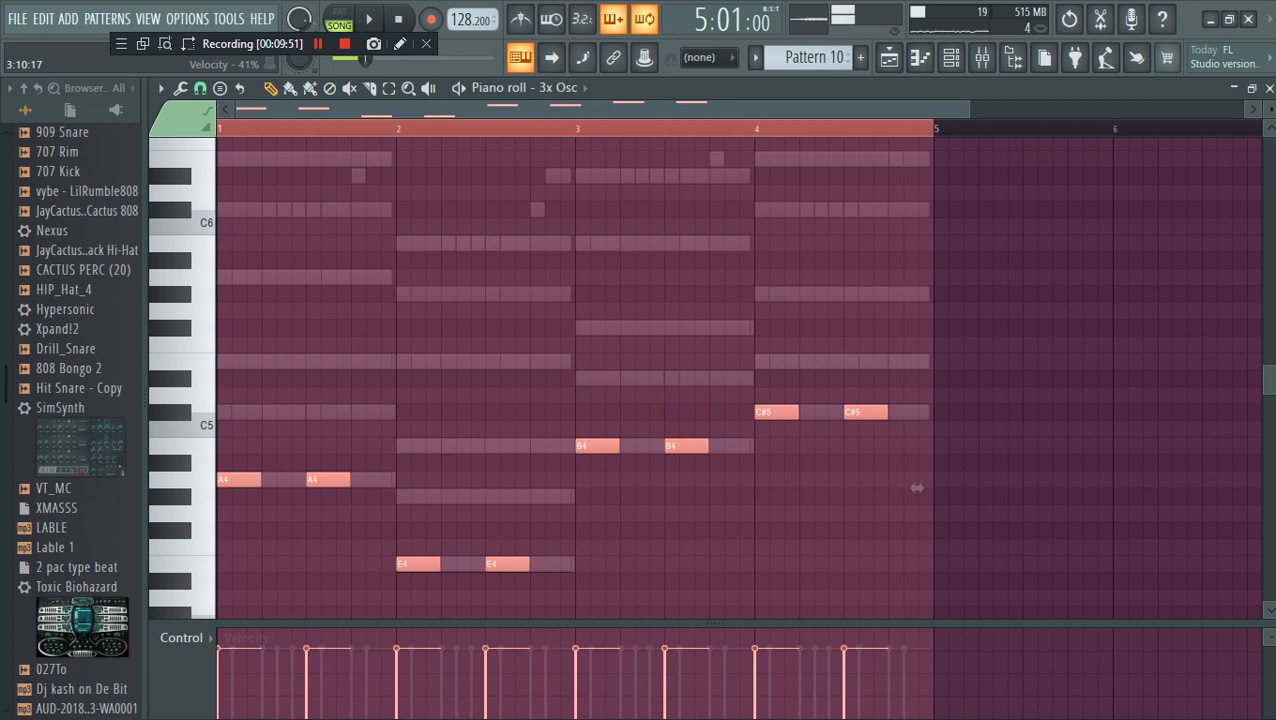 FILE EDIT ADD PATTERNS VIEW OPTIONS TOOLS HELP
PAT
SONG
128.200
3.2
5:01:00
B:S:T
19
515 MB
4
Recording [00:09:51]
3:10:17
Velocity - 41%
(none)
Pattern 10
Today FL
Studio version..
Browser.. All
Piano roll - 3x Osc
1 2 3 4 5 6
909 Snare
707 Rim
707 Kick
vybe - LilRumble808
JayCactus..Cactus 808
Nexus
JayCactus..ack Hi-Hat
CACTUS PERC (20)
HIP_Hat_4
Hypersonic
Xpand!2
Drill_Snare
808 Bongo 2
Hit Snare - Copy
SimSynth
VT_MC
XMASSS
LABLE
Lable 1
2 pac type beat
Toxic Biohazard
027To
Dj kash on De Bit
AUD-2018..3-WA0001
C6
C5
C#5 C#5
B4 B4
A4 A4
E4 E4
Control
Velocity